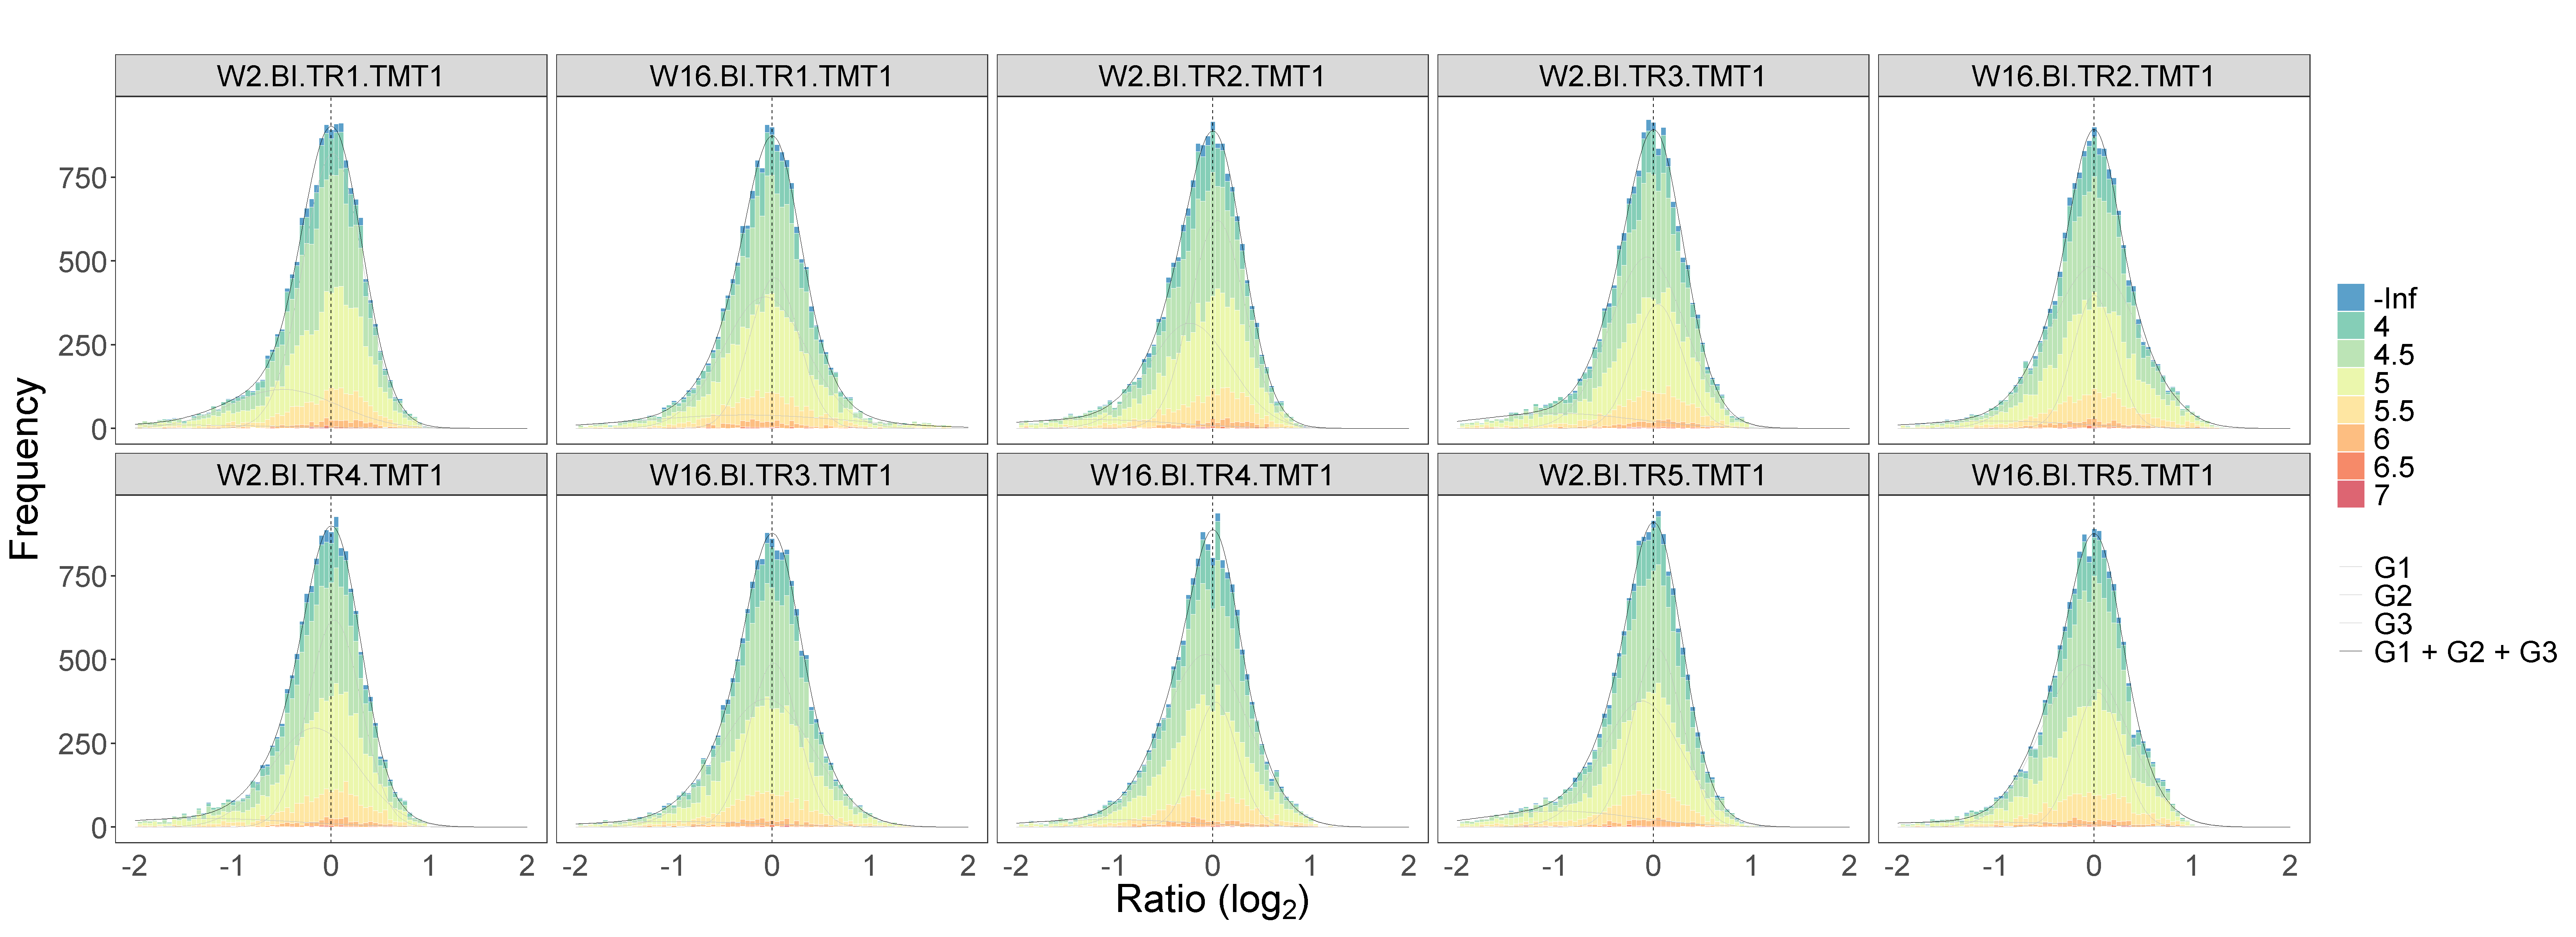 W2.BI.TR1.TMT1 W16.BI.TR1.TMT1 W2.BI.TR2.TMT1 W2.BI.TR3.TMT1 W16.BI.TR2.TMT1
750
500
250
0
W2.BI.TR4.TMT1 W16.BI.TR3.TMT1 W16.BI.TR4.TMT1 W2.BI.TR5.TMT1 W16.BI.TR5.TMT1
750
500
250
0
-2 -1 0 1 2 -2 -1 0 1 2 -2 -1 0 1 2 -2 -1 0 1 2 -2 -1 0 1 2
Frequency
Ratio (log₂)
-Inf
4
4.5
5
5.5
6
6.5
7
G1
G2
G3
G1 + G2 + G3